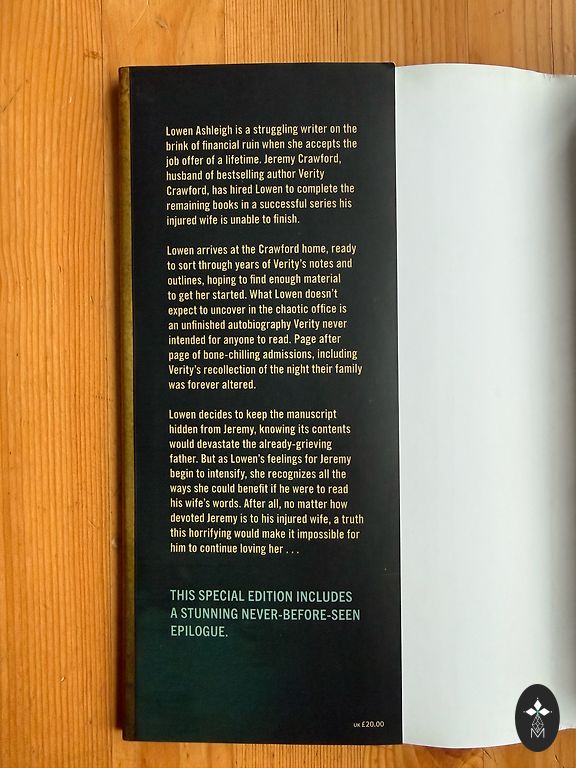 Lowen Ashleigh is a struggling writer on the
brink of financial ruin when she accepts the
job offer of a lifetime. Jeremy Crawford,
husband of bestselling author Verity
Crawford, has hired Lowen to complete the
remaining books in a successful series his
injured wife is unable to finish.
Lowen arrives at the Crawford home, ready
to sort through years of Verity's notes and
outlines, hoping to find enough material
to get her started. What Lowen doesn't
expect to uncover in the chaotic office is
an unfinished autobiography Verity never
intended for anyone to read. Page after
page of bone-chilling admissions, including
Verity's recollection of the night their family
was forever altered.
Lowen decides to keep the manuscript
hidden from Jeremy, knowing its contents
would devastate the already-grieving
father. But as Lowen's feelings for Jeremy
begin to intensify, she recognizes all the
ways she could benefit if he were to read
his wife's words. After all, no matter how
devoted Jeremy is to his injured wife, a truth
this horrifying would make it impossible for
him to continue loving her . . .
THIS SPECIAL EDITION INCLUDES
A STUNNING NEVER-BEFORE-SEEN
EPILOGUE.
UK £20.00